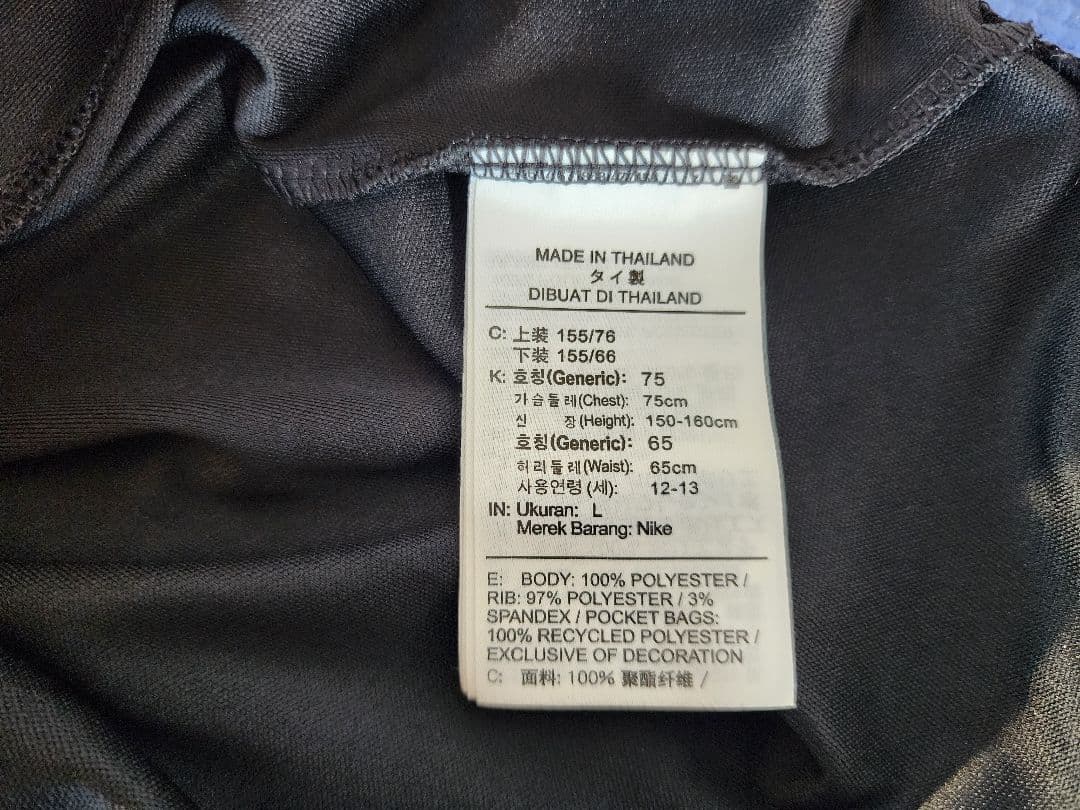 MADE IN THAILAND
タイ製
DIBUAT DI THAILAND
C: 上装 155/76
下装 155/66
K: 호칭(Generic): 75
가슴둘레(Chest): 75cm
신 장(Height): 150-160cm
호칭(Generic): 65
허리둘레(Waist): 65cm
사용연령(세): 12-13
IN: Ukuran: L
Merek Barang: Nike
E: BODY: 100% POLYESTER /
RIB: 97% POLYESTER / 3%
SPANDEX / POCKET BAGS:
100% RECYCLED POLYESTER /
EXCLUSIVE OF DECORATION
C: 面料: 100% 聚酯纤维 /